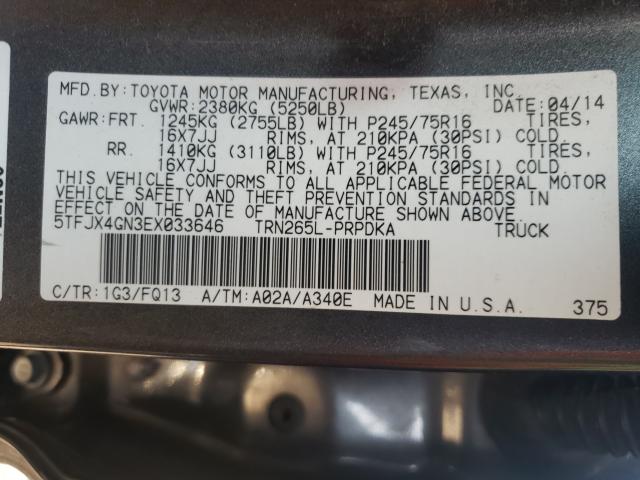 MFD.BY:TOYOTA MOTOR MANUFACTURING, TEXAS, INC
GVWR:2380KG (5250LB) DATE:04/14
GAWR:FRT. 1245KG (2755LB) WITH P245/75R16 TIRES,
16X7JJ RIMS, AT 210KPA (30PSI) COLD
RR. 1410KG (3110LB) WITH P245/75R16 TIRES,
16X7JJ RIMS, AT 210KPA (30PSI) COLD.
THIS VEHICLE CONFORMS TO ALL APPLICABLE FEDERAL MOTOR
VEHICLE SAFETY AND THEFT PREVENTION STANDARDS IN
EFFECT ON THE DATE OF MANUFACTURE SHOWN ABOVE.
5TFJX4GN3EX033646 TRN265L-PRPDKA TRUCK
C/TR:1G3/FQ13 A/TM:A02A/A340E MADE IN U.S.A. 375